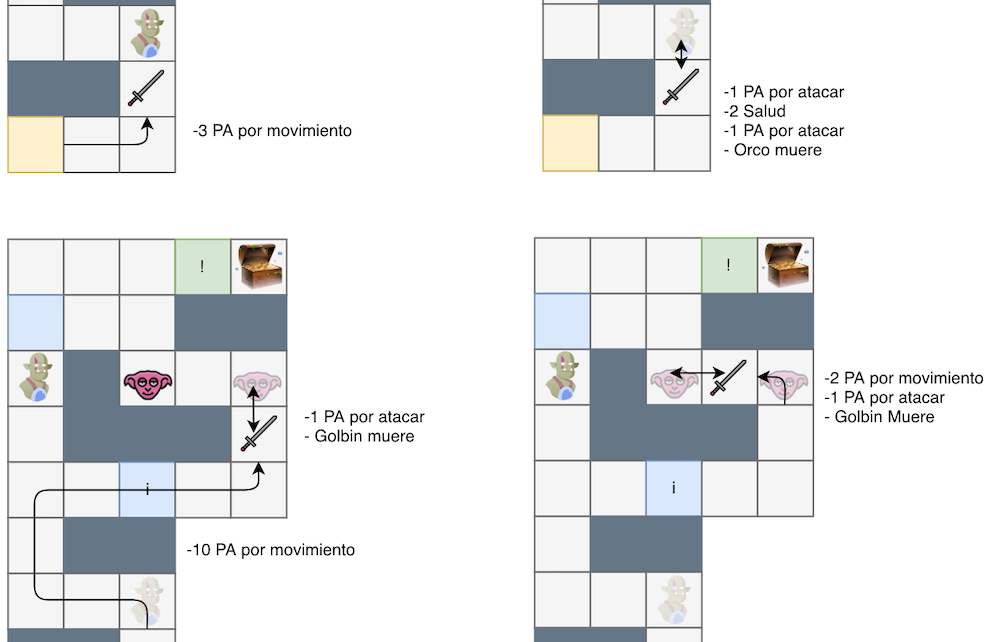 -3 PA por movimiento
-1 PA por atacar
-2 Salud
-1 PA por atacar
- Orco muere
!
i
-1 PA por atacar
- Golbin muere
-10 PA por movimiento
!
i
-2 PA por movimiento
-1 PA por atacar
- Golbin Muere